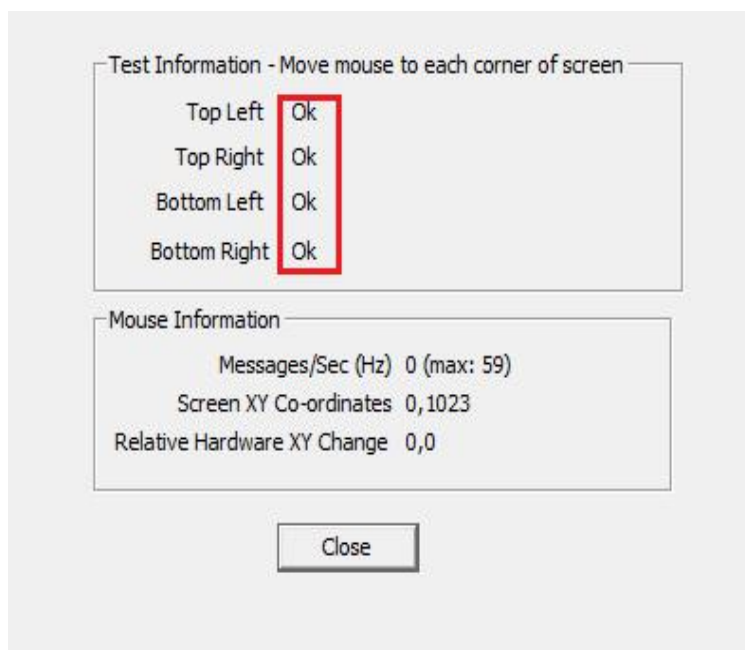 Test Information - Move mouse to each corner of screen
Top Left Ok
Top Right Ok
Bottom Left Ok
Bottom Right Ok
Mouse Information
Messages/Sec (Hz) 0 (max: 59)
Screen XY Co-ordinates 0,1023
Relative Hardware XY Change 0,0
Close